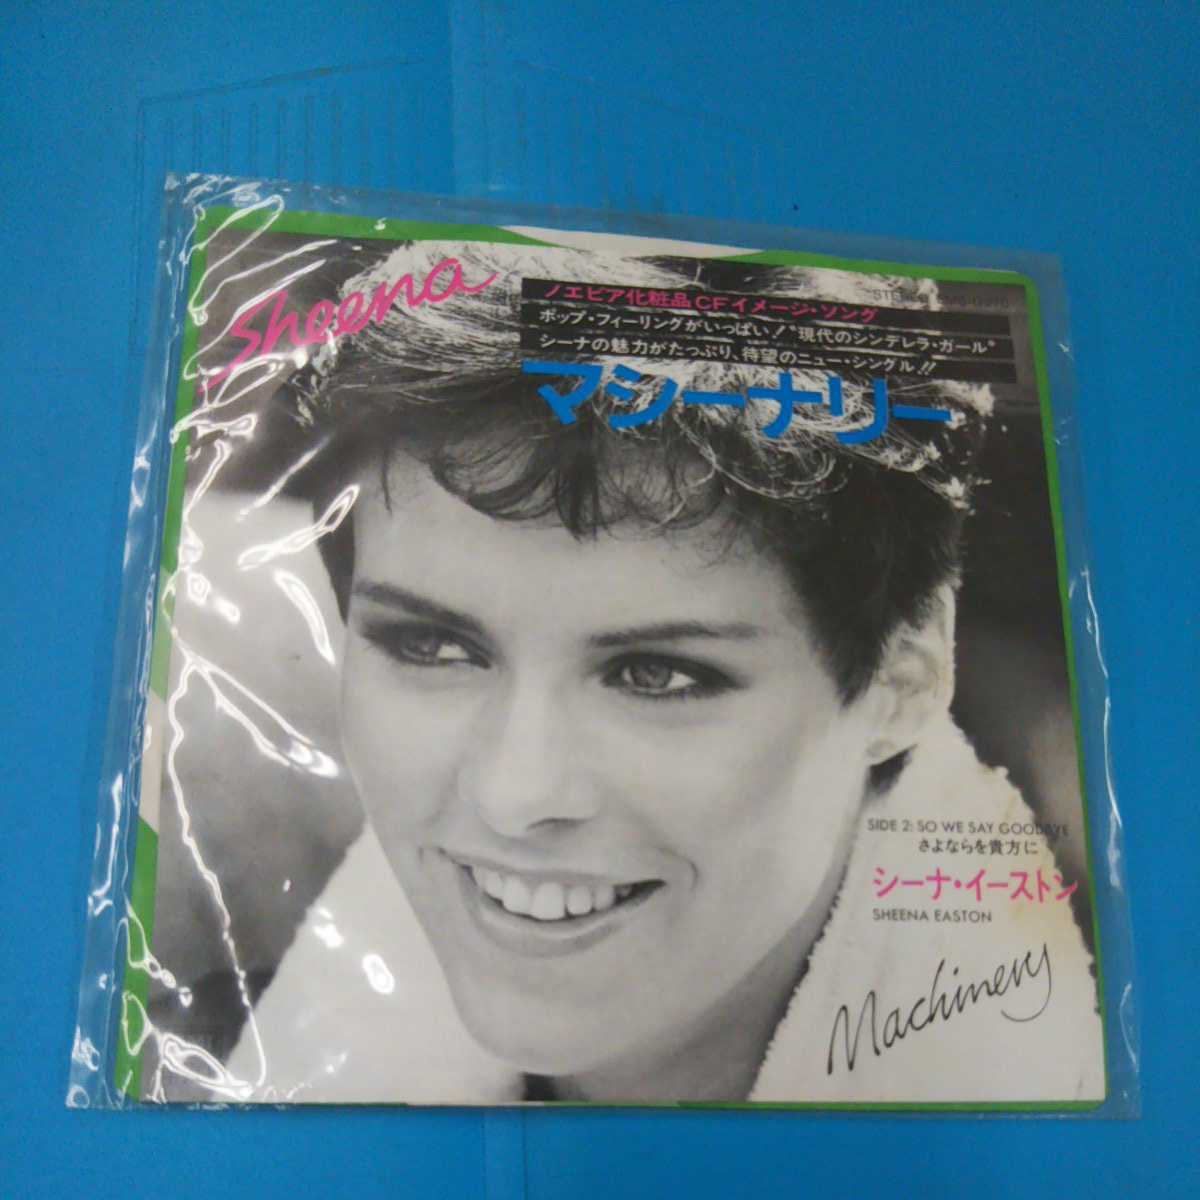 Sheena
STEREO
ノエビア化粧品CFイメージ・ソング
ポップ・フィーリングがいっぱい!“現代のシンデレラ・ガール”
シーナの魅力がたっぷり、待望のニュー・シングル!!
マシーナリー
SIDE 2: SO WE SAY GOODBYE
さよならを貴方に
シーナ・イーストン
SHEENA EASTON
Machinery